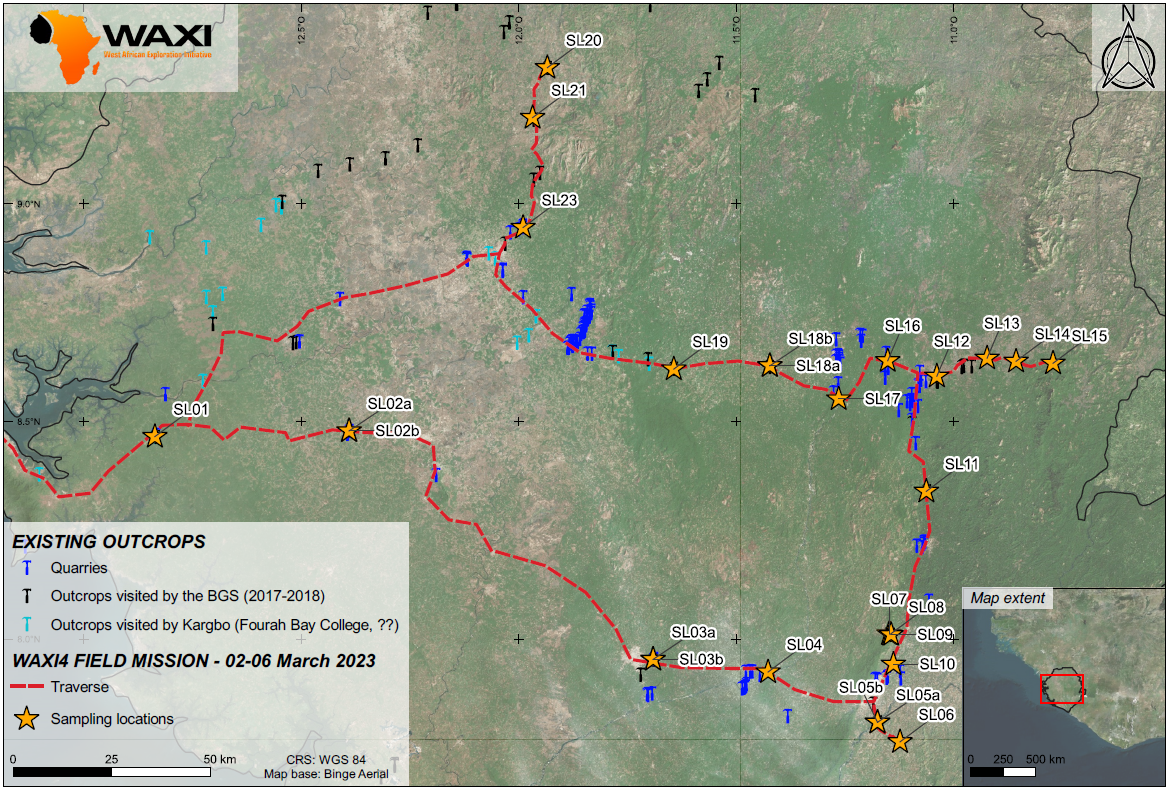 WAXI
West African Exploration Initiative
12.5°O
12.0°O
11.5°O
11.0°O
N
SL20
SL21
9.0°N
SL23
SL19
SL18b
SL18a
SL16
SL13
SL12
SL14
SL15
SL17
SL01
8.5°N
SL02a
SL02b
SL11
EXISTING OUTCROPS
Quarries
Outcrops visited by the BGS (2017-2018)
Outcrops visited by Kargbo (Fourah Bay College, ??)
8.0°N
WAXI4 FIELD MISSION - 02-06 March 2023
Traverse
Sampling locations
0 25 50 km
CRS: WGS 84
Map base: Binge Aerial
SL03a
SL03b
SL04
SL07
SL08
SL09
SL10
SL05b
SL05a
SL06
Map extent
0 250 500 km